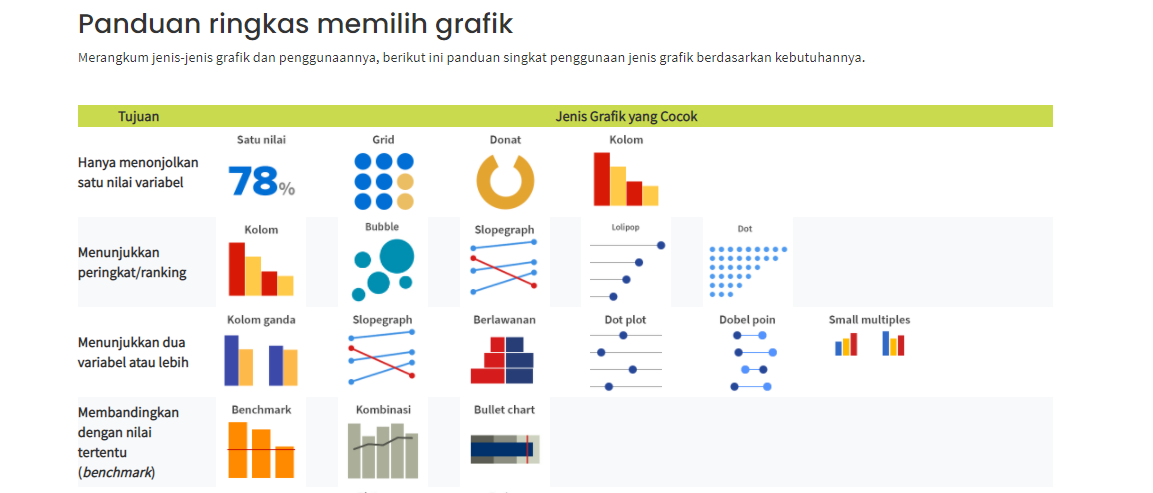 Panduan ringkas memilih grafik
Merangkum jenis-jenis grafik dan penggunaannya, berikut ini panduan singkat penggunaan jenis grafik berdasarkan kebutuhannya.
Tujuan Jenis Grafik yang Cocok
Hanya menonjolkan
satu nilai variabel
Satu nilai Grid Donat Kolom
78%
Menunjukkan
peringkat/ranking
Kolom Bubble Slopegraph Lolipop Dot
Menunjukkan dua
variabel atau lebih
Kolom ganda Slopegraph Berlawanan Dot plot Dobel poin Small multiples
Membandingkan
dengan nilai
tertentu
(benchmark)
Benchmark Kombinasi Bullet chart